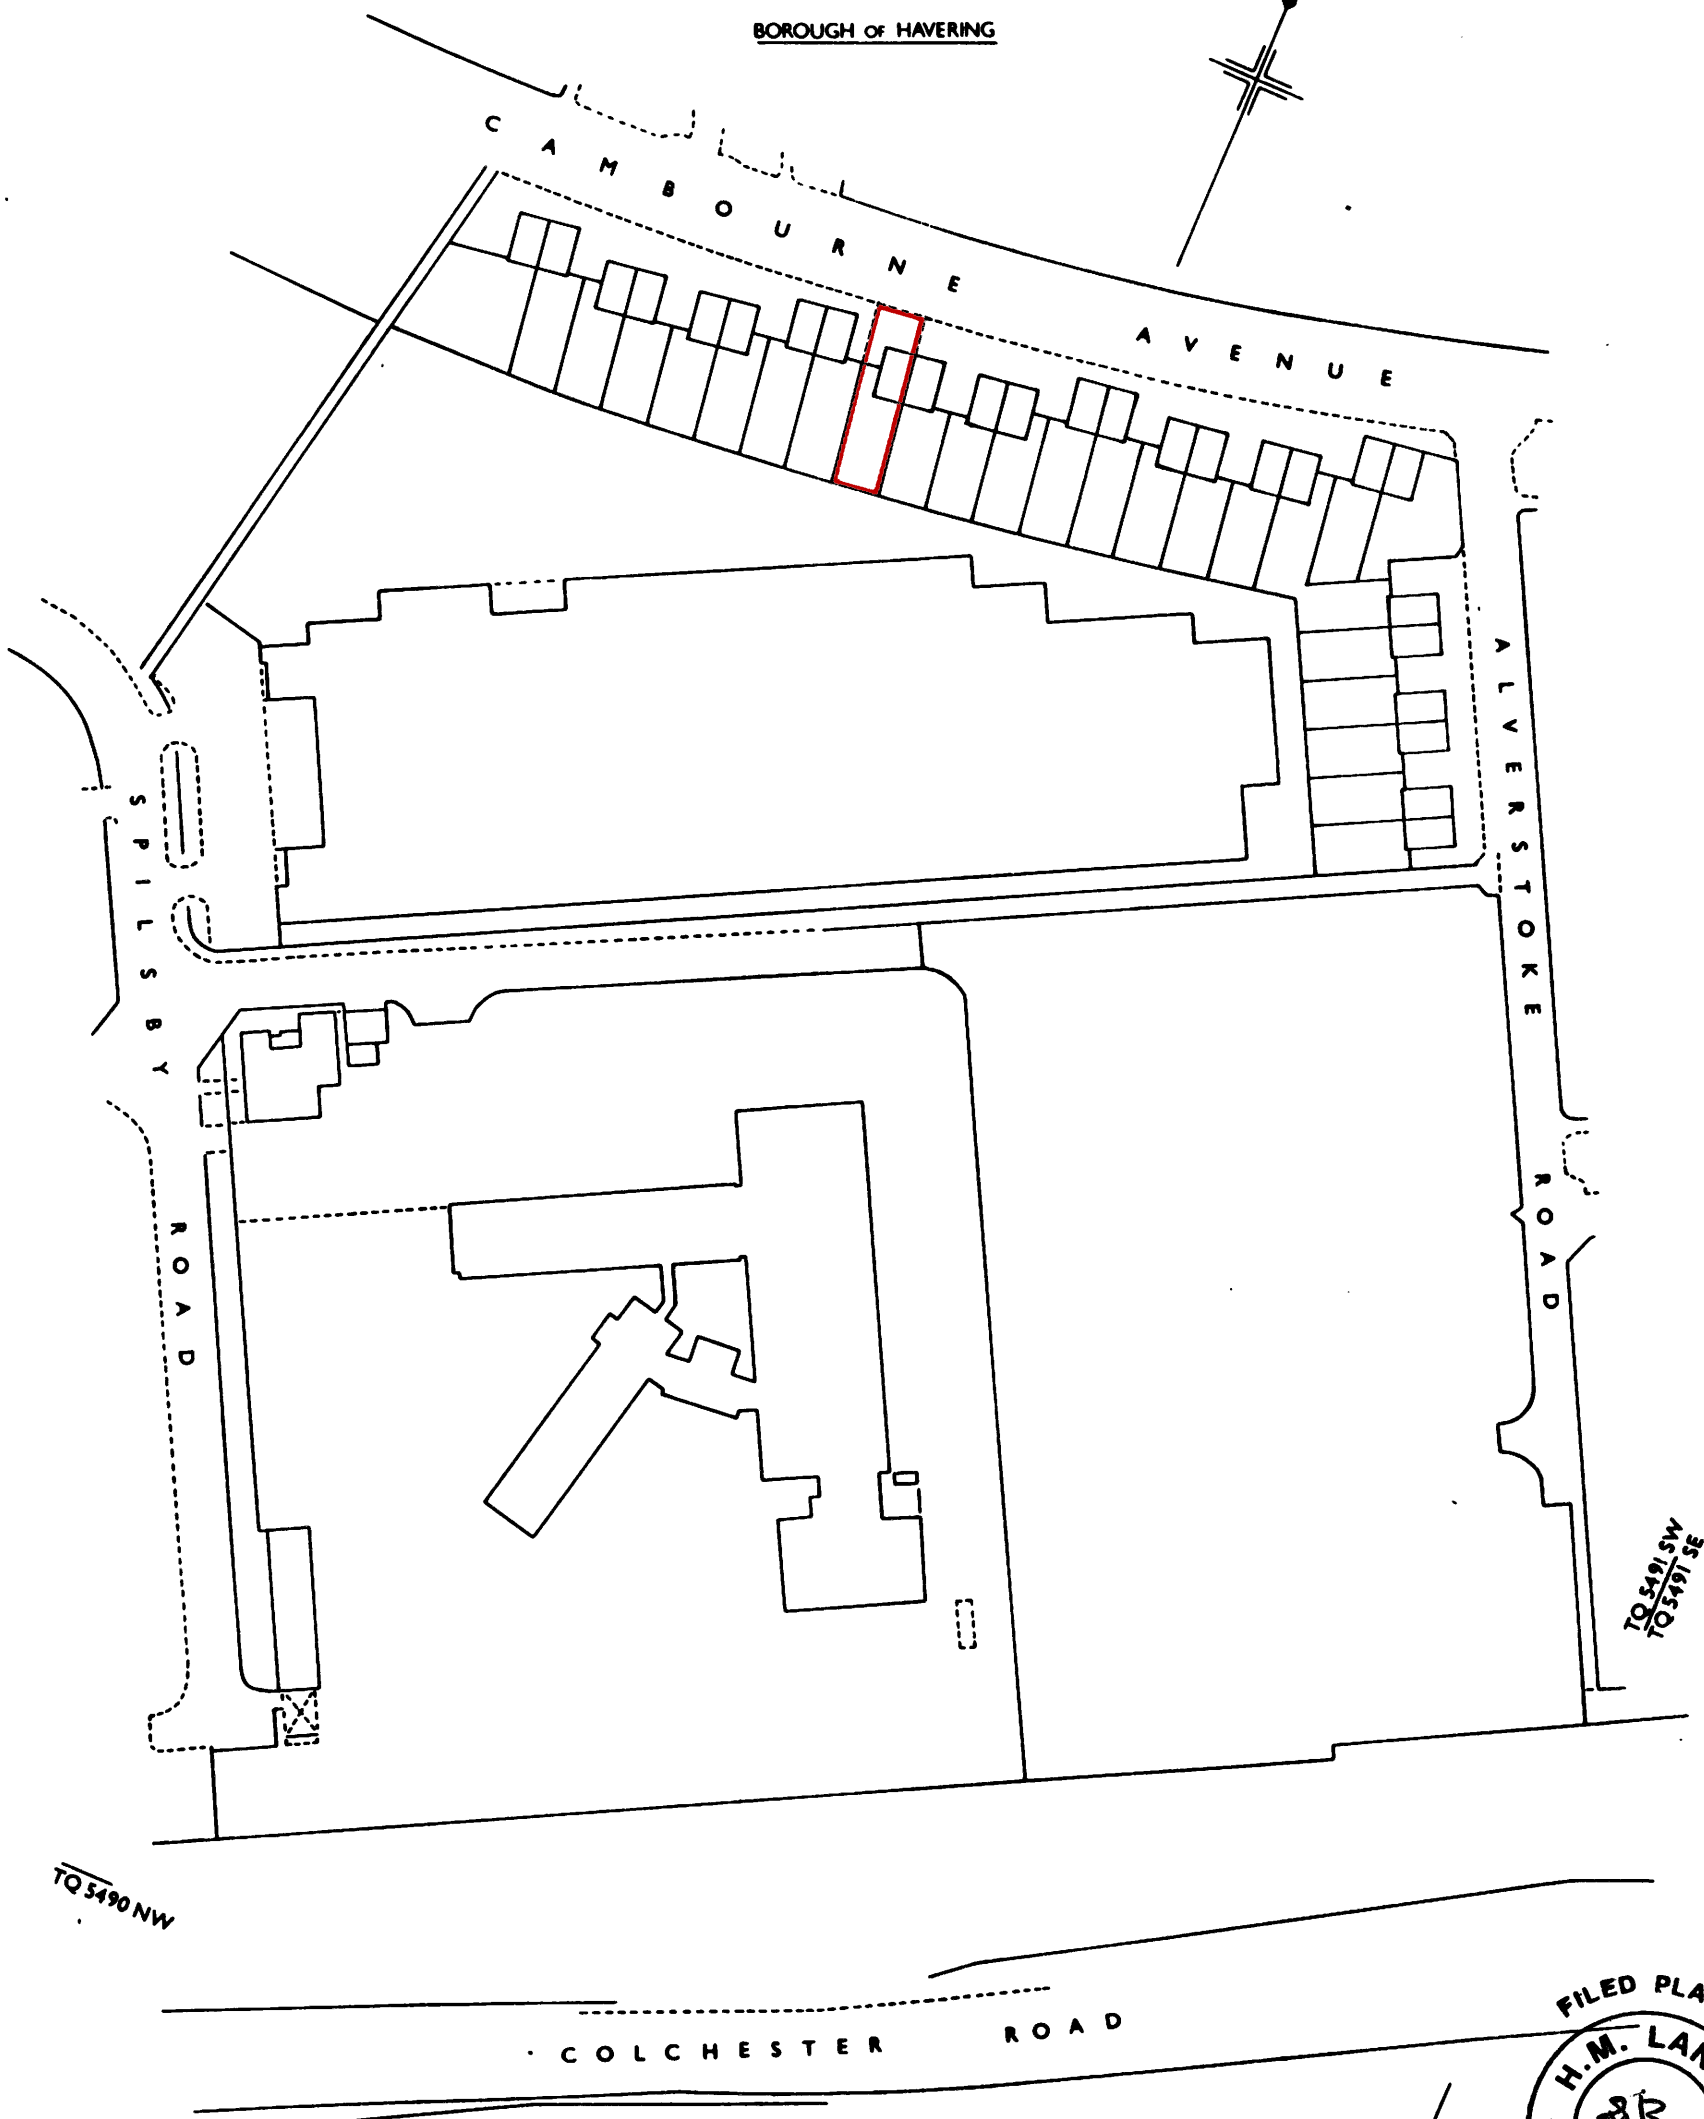 BOROUGH OF HAVERING
CAMBOURNE AVENUE
ALVERSTOKE ROAD
SPILSBY ROAD
TQ 5491 SW
TQ 5491 SE
TQ 5490 NW
COLCHESTER ROAD
FILED PLA
H.M. LAN